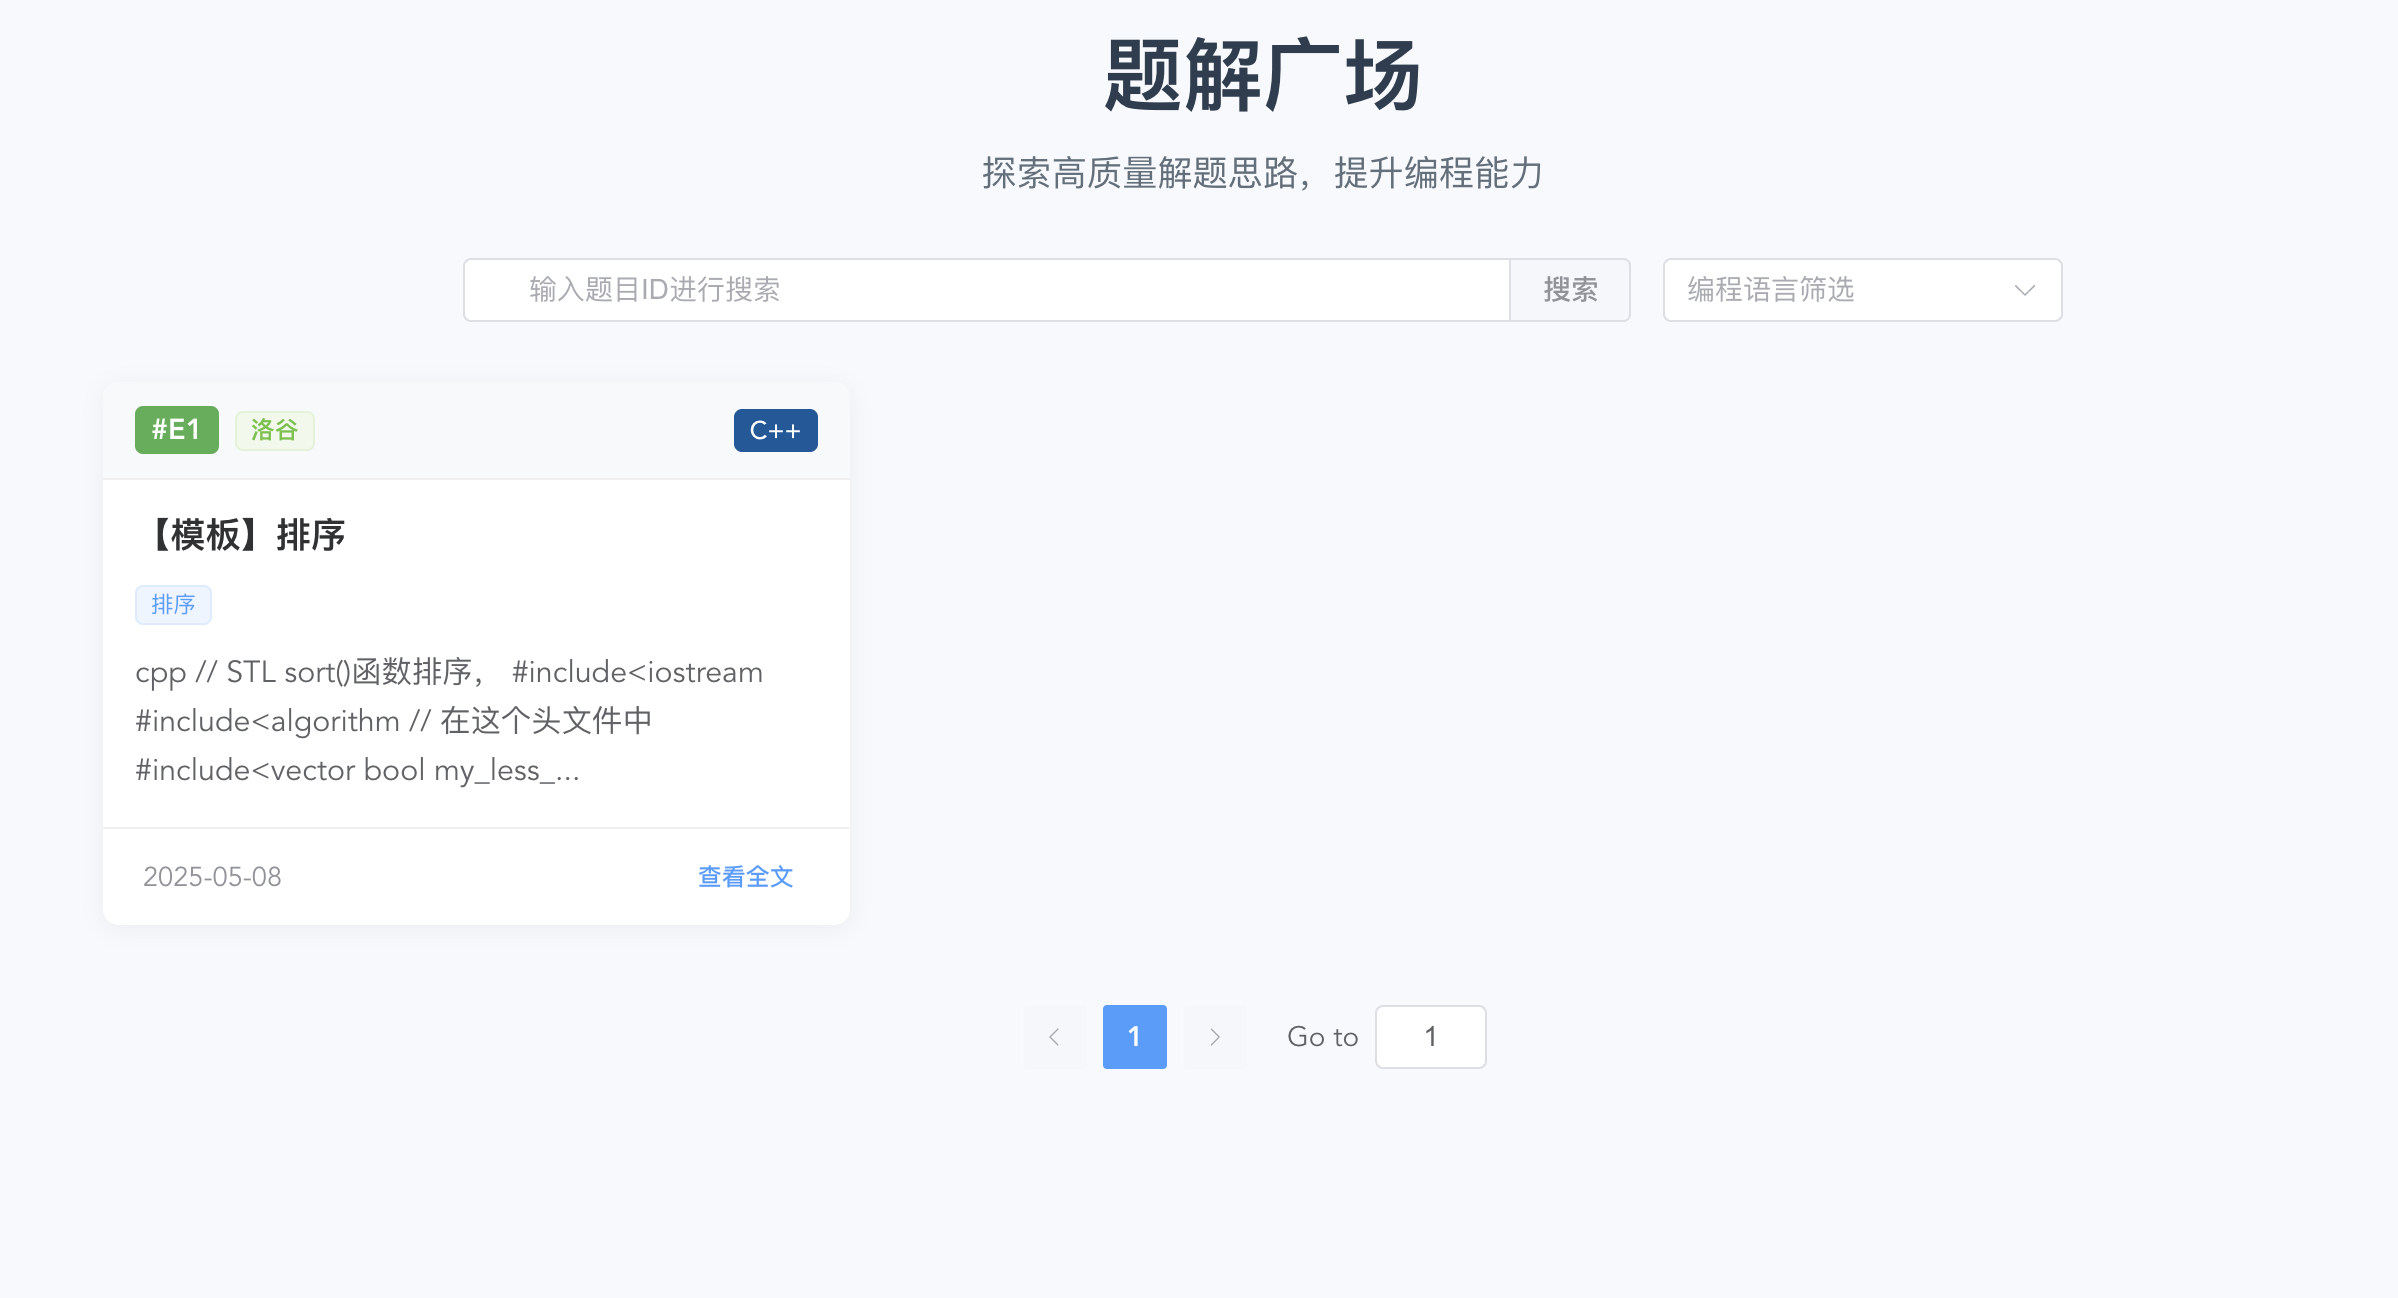 题解广场
探索高质量解题思路，提升编程能力
输入题目ID进行搜索
搜索
编程语言筛选
#E1
洛谷
C++
【模板】排序
排序
cpp // STL sort()函数排序， #include<iostream
#include<algorithm // 在这个头文件中
#include<vector bool my_less_...
2025-05-08
查看全文
1
Go to
1